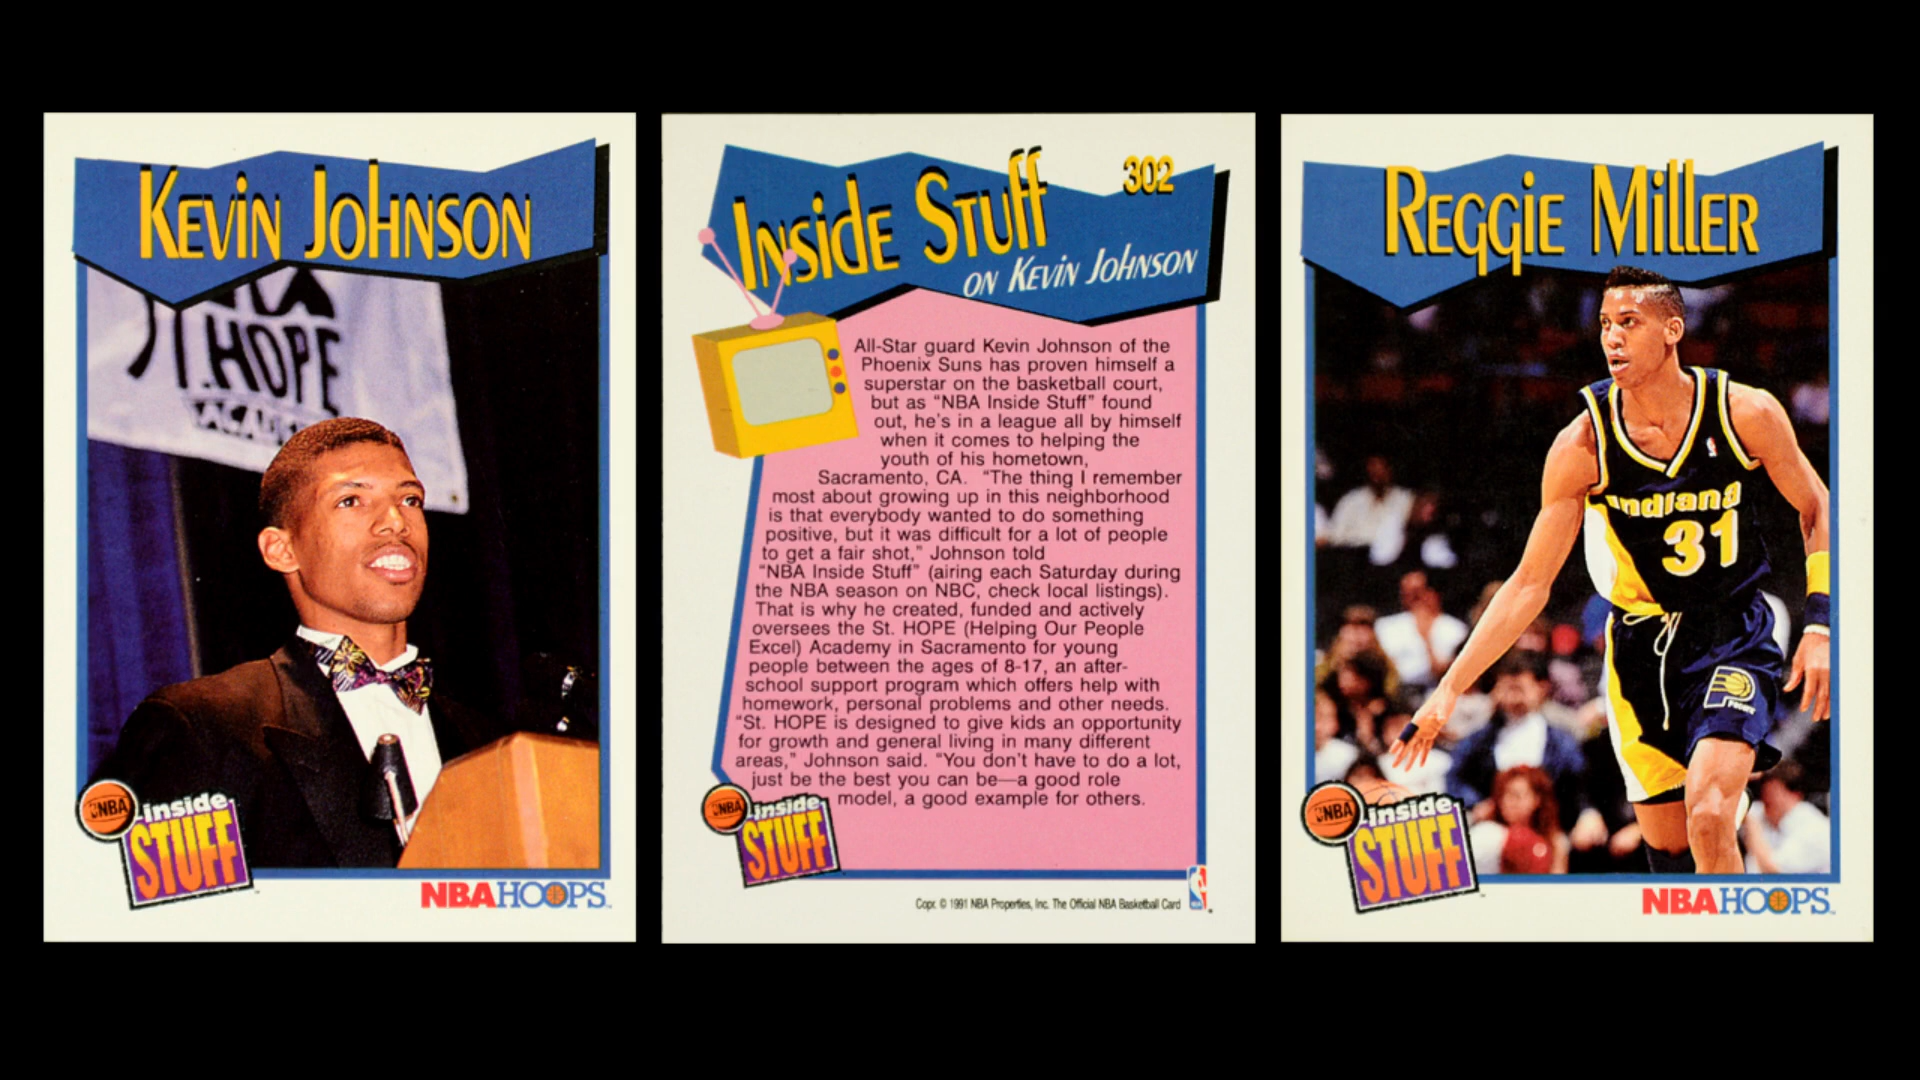 KEViN JOHNSON
ST.HOPE
NBA
inside
STUFF
NBAHOOPS
302
INSidE STUff
ON KEViN JOHNSON
All-Star guard Kevin Johnson of the
Phoenix Suns has proven himself a
superstar on the basketball court,
but as “NBA Inside Stuff” found
out, he’s in a league all by himself
when it comes to helping the
youth of his hometown,
Sacramento, CA. “The thing I remember
most about growing up in this neighborhood
is that everybody wanted to do something
positive, but it was difficult for a lot of people
to get a fair shot,” Johnson told
“NBA Inside Stuff” (airing each Saturday during
the NBA season on NBC, check local listings).
That is why he created, funded and actively
oversees the St. HOPE (Helping Our People
Excel) Academy in Sacramento for young
people between the ages of 8-17, an after-
school support program which offers help with
homework, personal problems and other needs.
“St. HOPE is designed to give kids an opportunity
for growth and general living in many different
areas,” Johnson said. “You don’t have to do a lot,
just be the best you can be—a good role
model, a good example for others.
NBA
inside
STUFF
Copr. © 1991 NBA Properties, Inc. The Official NBA Basketball Card
REGGiE MillER
indiana
31
NBA
inside
STUFF
NBAHOOPS